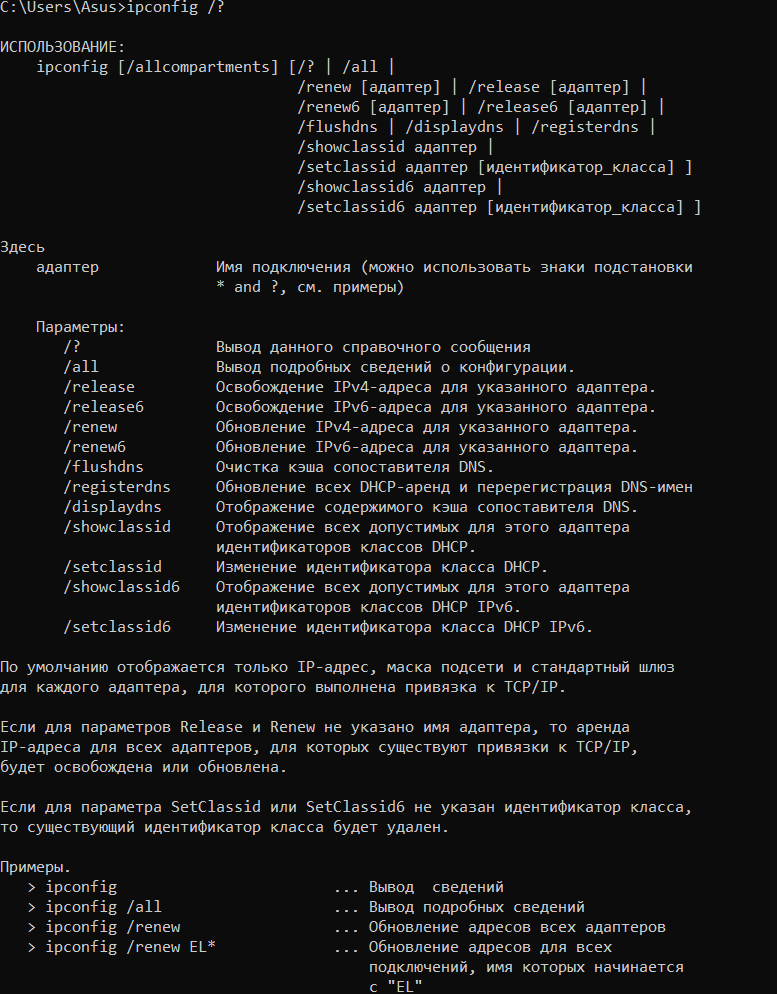 C:\Users\Asus>ipconfig /?

ИСПОЛЬЗОВАНИЕ:
    ipconfig [/allcompartments] [/? | /all |
                                 /renew [адаптер] | /release [адаптер] |
                                 /renew6 [адаптер] | /release6 [адаптер] |
                                 /flushdns | /displaydns | /registerdns |
                                 /showclassid адаптер |
                                 /setclassid адаптер [идентификатор_класса] ]
                                 /showclassid6 адаптер |
                                 /setclassid6 адаптер [идентификатор_класса] ]

Здесь
    адаптер             Имя подключения (можно использовать знаки подстановки
                        * and ?, см. примеры)

    Параметры:
       /?               Вывод данного справочного сообщения
       /all             Вывод подробных сведений о конфигурации.
       /release         Освобождение IPv4-адреса для указанного адаптера.
       /release6        Освобождение IPv6-адреса для указанного адаптера.
       /renew           Обновление IPv4-адреса для указанного адаптера.
       /renew6          Обновление IPv6-адреса для указанного адаптера.
       /flushdns        Очистка кэша сопоставителя DNS.
       /registerdns     Обновление всех DHCP-аренд и перерегистрация DNS-имен
       /displaydns      Отображение содержимого кэша сопоставителя DNS.
       /showclassid     Отображение всех допустимых для этого адаптера
                        идентификаторов классов DHCP.
       /setclassid      Изменение идентификатора класса DHCP.
       /showclassid6    Отображение всех допустимых для этого адаптера
                        идентификаторов классов DHCP IPv6.
       /setclassid6     Изменение идентификатора класса DHCP IPv6.

По умолчанию отображается только IP-адрес, маска подсети и стандартный шлюз
для каждого адаптера, для которого выполнена привязка к TCP/IP.

Если для параметров Release и Renew не указано имя адаптера, то аренда
IP-адреса для всех адаптеров, для которых существуют привязки к TCP/IP,
будет освобождена или обновлена.

Если для параметра SetClassid или SetClassid6 не указан идентификатор класса,
то существующий идентификатор класса будет удален.

Примеры.
   > ipconfig                        ... Вывод  сведений
   > ipconfig /all                   ... Вывод подробных сведений
   > ipconfig /renew                 ... Обновление адресов всех адаптеров
   > ipconfig /renew EL*             ... Обновление адресов для всех
                                         подключений, имя которых начинается
                                         с "EL"